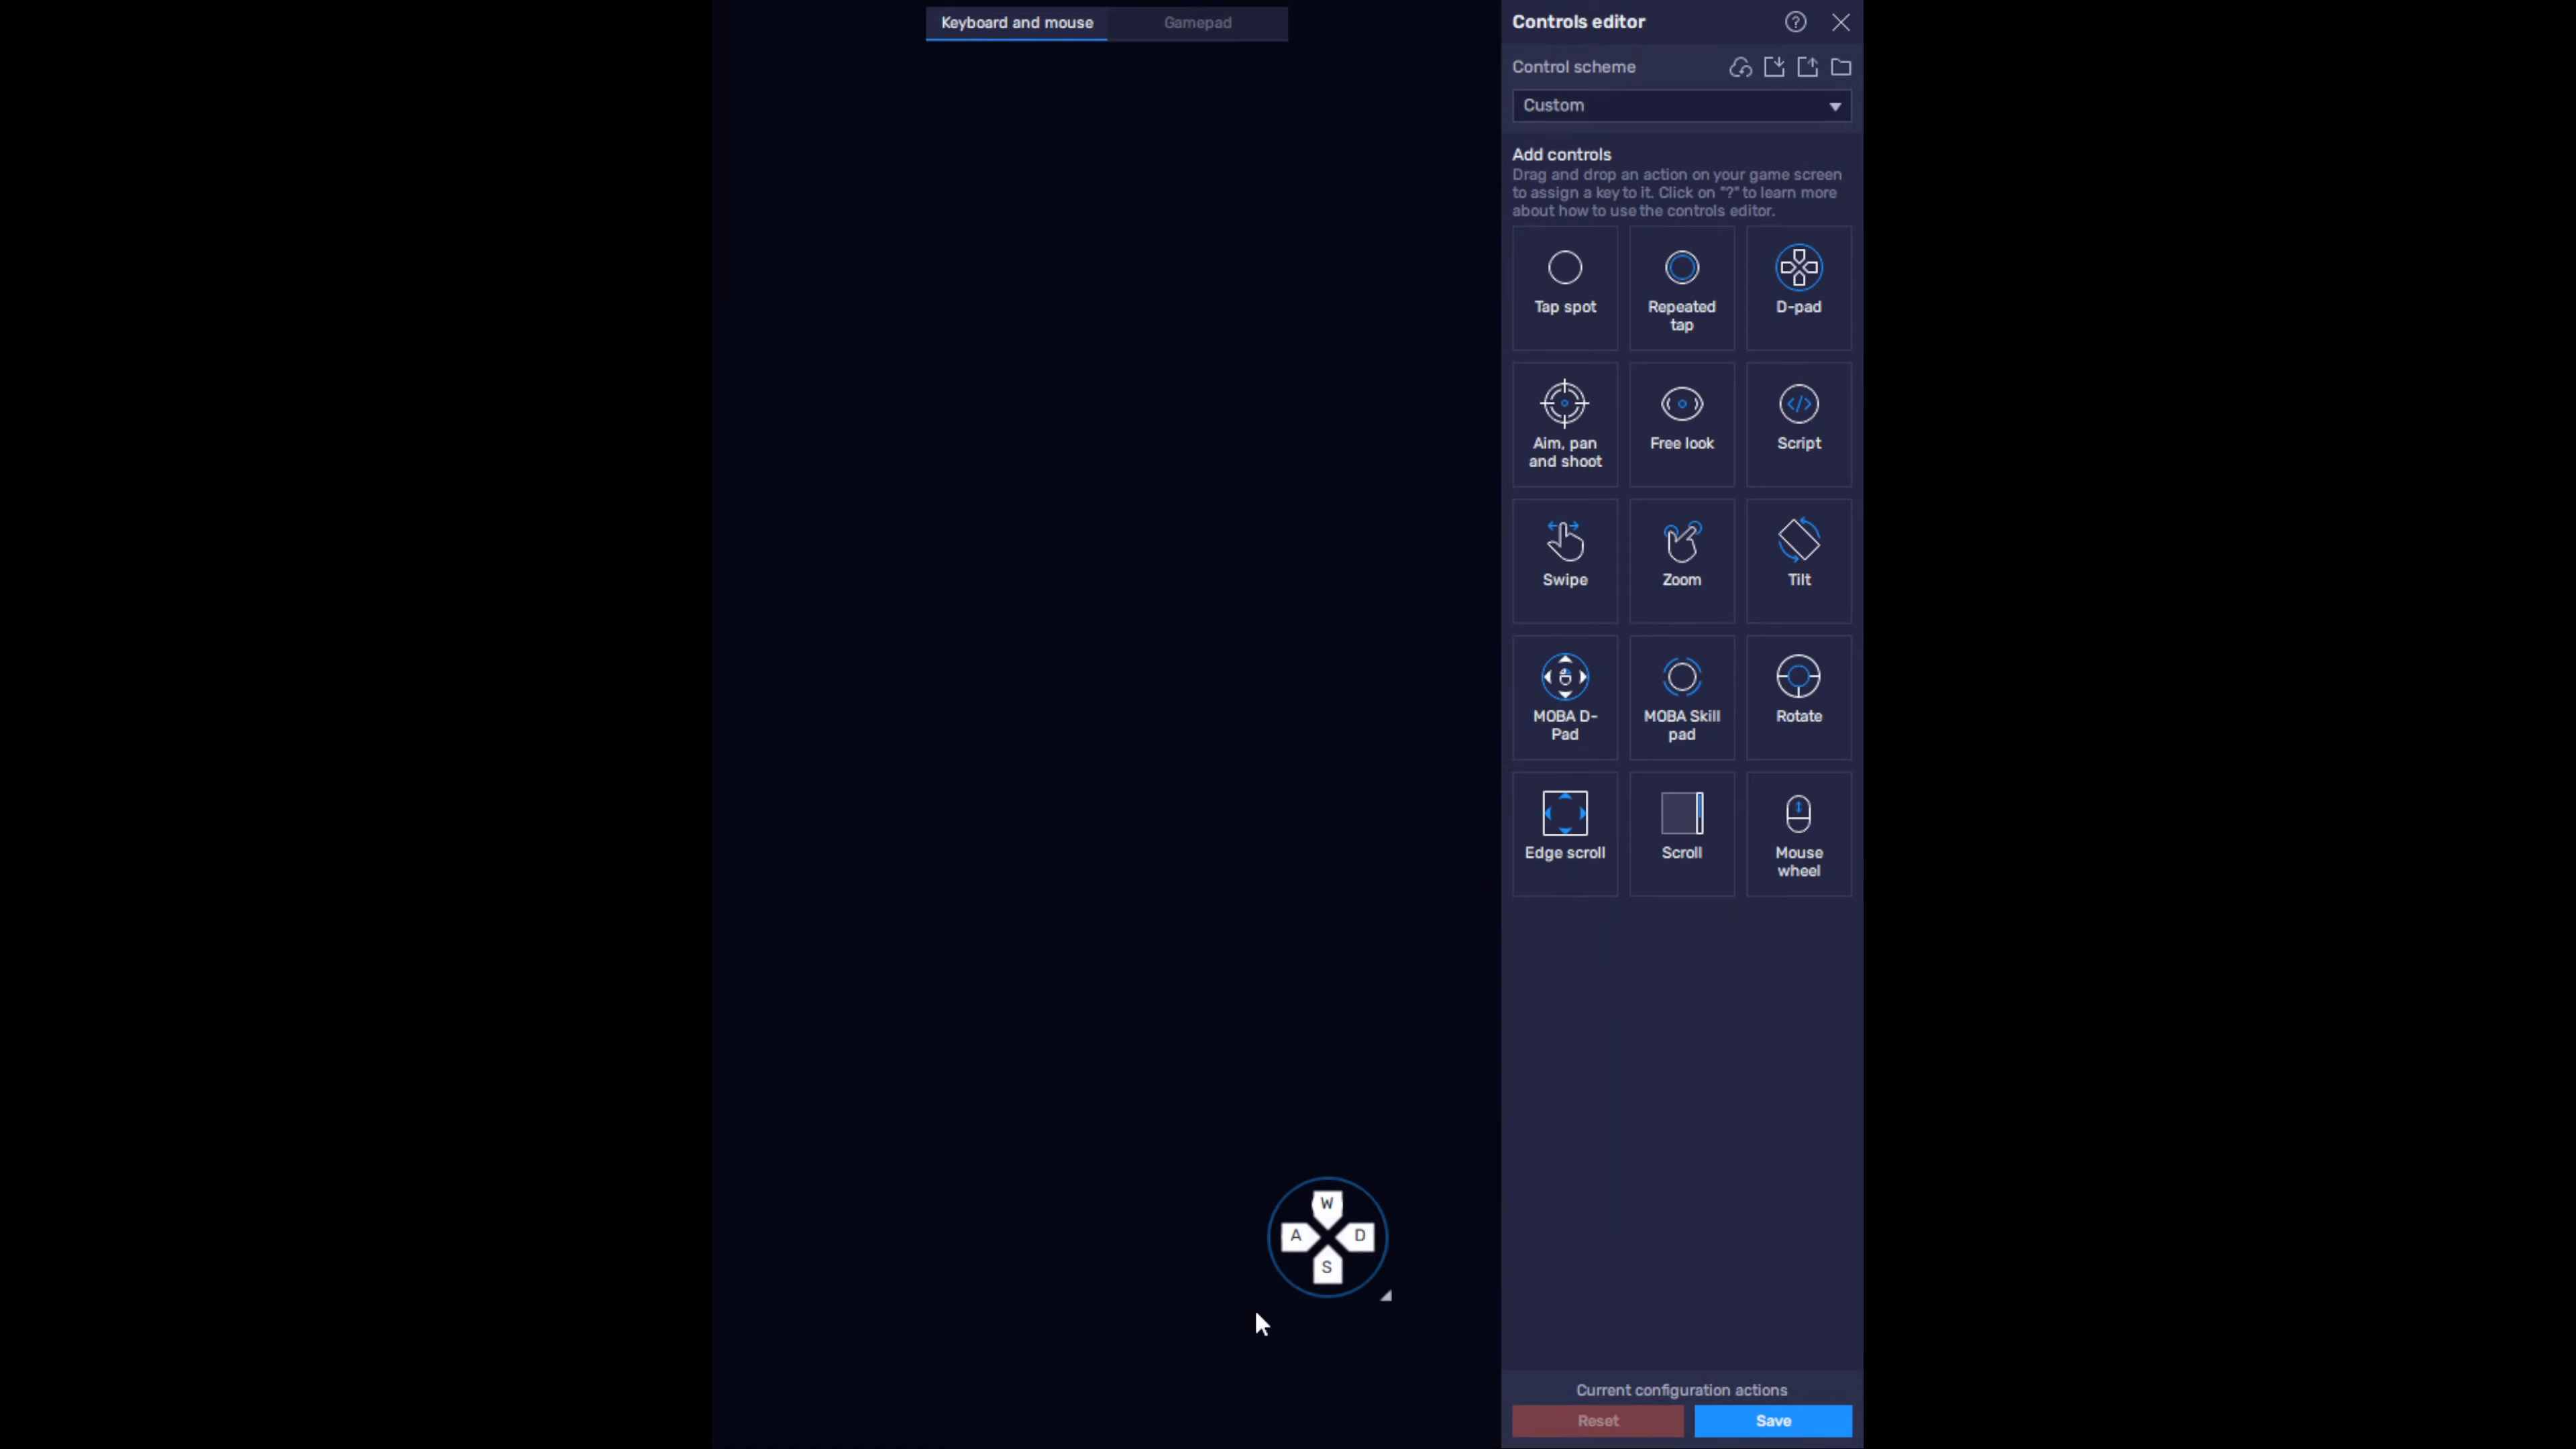 Keyboard and mouse
Gamepad
Controls editor
Control scheme
Custom
Add controls
Drag and drop an action on your game screen
to assign a key to it. Click on "?" to learn more
about how to use the controls editor.
Tap spot
Repeated
tap
D-pad
Aim, pan
and shoot
Free look
Script
Swipe
Zoom
Tilt
MOBA D-
Pad
MOBA Skill
pad
Rotate
Edge scroll
Scroll
Mouse
wheel
W
A
D
S
Current configuration actions
Reset
Save